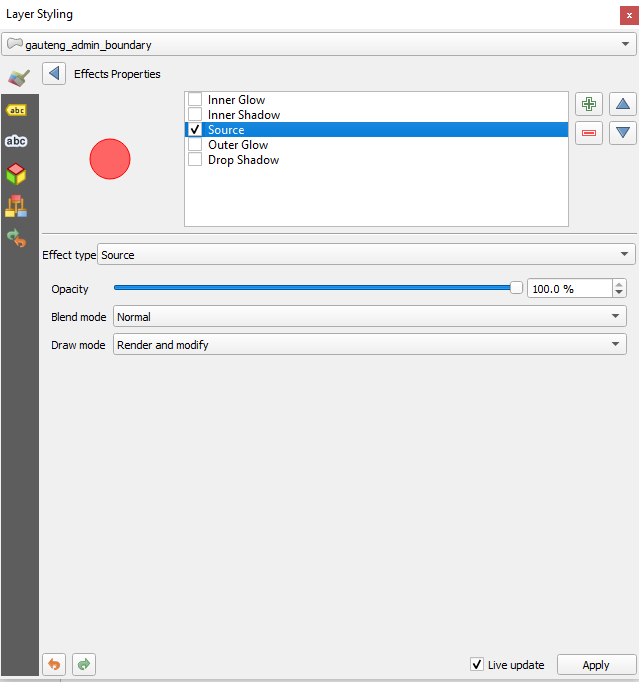 Layer Styling
gauteng_admin_boundary
Effects Properties
abc
abc
Inner Glow
Inner Shadow
Source
Outer Glow
Drop Shadow
Effect type Source
Opacity 100.0 %
Blend mode Normal
Draw mode Render and modify
Live update Apply